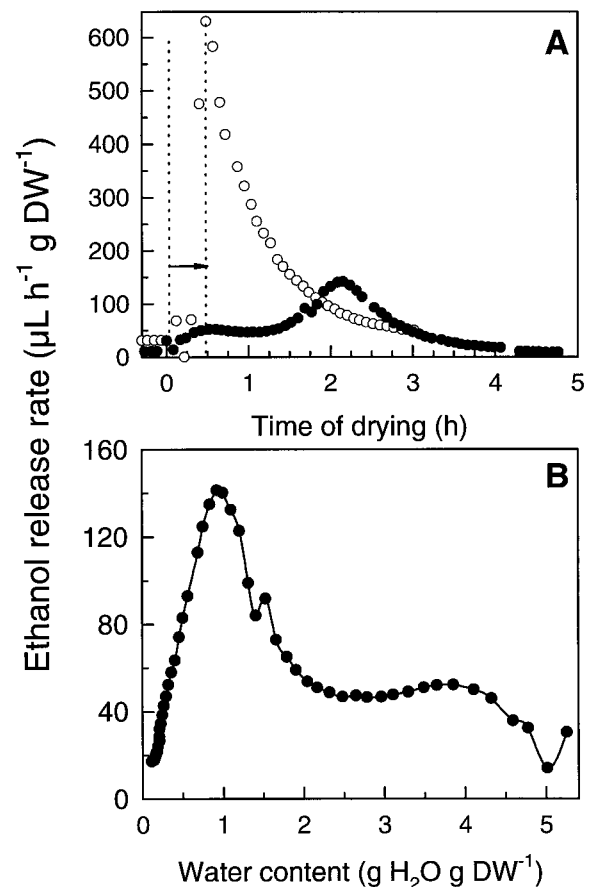 A
600
500
400
300
200
100
0
0 1 2 3 4 5
Time of drying (h)
Ethanol release rate (µL h⁻¹ g DW⁻¹)
B
160
120
80
40
0
0 1 2 3 4 5
Water content (g H₂O g DW⁻¹)